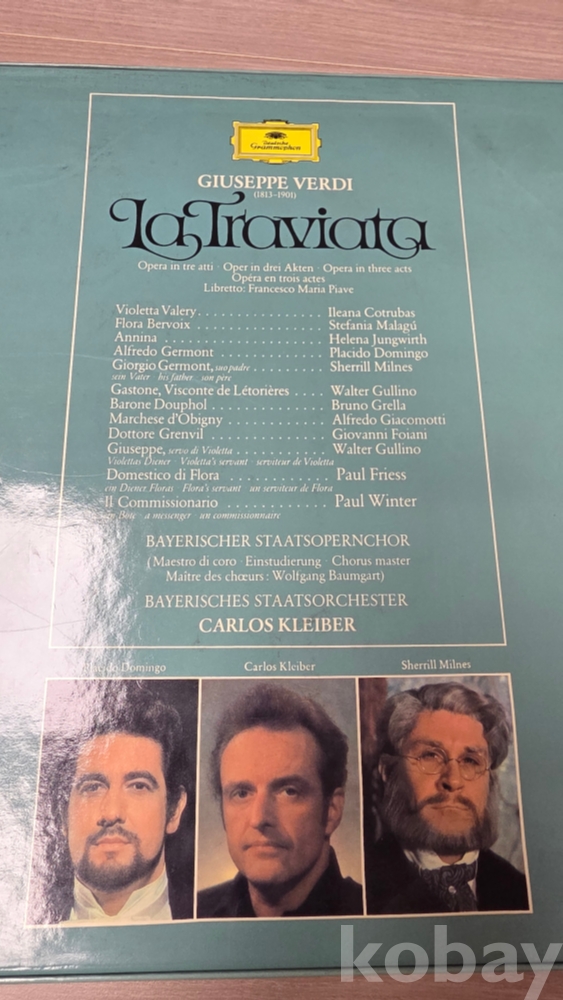 Deutsche
Grammophon
GIUSEPPE VERDI
(1813-1901)
La Traviata
Opera in tre atti · Oper in drei Akten · Opera in three acts
Opéra en trois actes
Libretto: Francesco Maria Piave
Violetta Valery . . . . . . . . . . . . . . . Ileana Cotrubas
Flora Bervoix . . . . . . . . . . . . . . . Stefania Malagú
Annina . . . . . . . . . . . . . . . . . . . Helena Jungwirth
Alfredo Germont . . . . . . . . . . . . . Placido Domingo
Giorgio Germont, suo padre . . . . . . . . . Sherrill Milnes
sein Vater · his father · son père
Gastone, Visconte de Létorières . . . . Walter Gullino
Barone Douphol . . . . . . . . . . . . . . Bruno Grella
Marchese d'Obigny . . . . . . . . . . . . Alfredo Giacomotti
Dottore Grenvil . . . . . . . . . . . . . . Giovanni Foiani
Giuseppe, servo di Violetta . . . . . . . . . . Walter Gullino
Violettas Diener · Violetta's servant · serviteur de Violetta
Domestico di Flora . . . . . . . . . . . . Paul Friess
ein Diener Floras · Flora's servant · un serviteur de Flora
Il Commissionario . . . . . . . . . . . . Paul Winter
ein Bote · a messenger · un commissionnaire
BAYERISCHER STAATSOPERNCHOR
(Maestro di coro · Einstudierung · Chorus master
Maître des chœurs: Wolfgang Baumgart)
BAYERISCHES STAATSORCHESTER
CARLOS KLEIBER
Placido Domingo Carlos Kleiber Sherrill Milnes
kobay